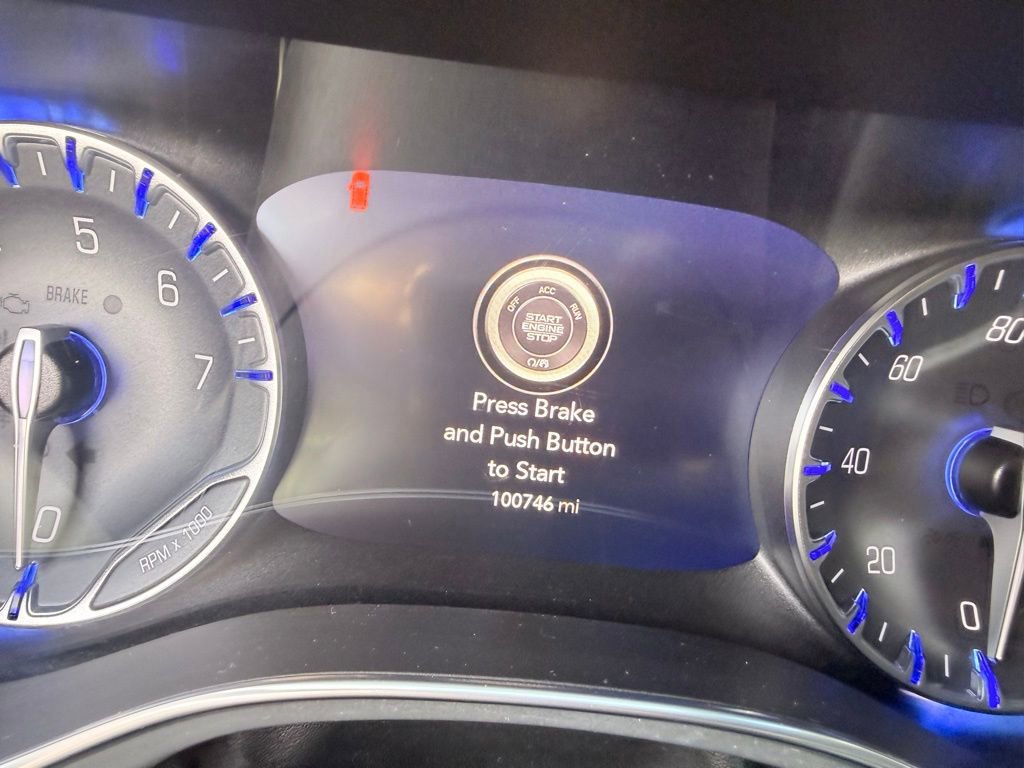 5
6
7
BRAKE
0
RPM x 1000
OFF ACC RUN
START
ENGINE
STOP
Press Brake
and Push Button
to Start
100746 mi
80
60
40
20
0